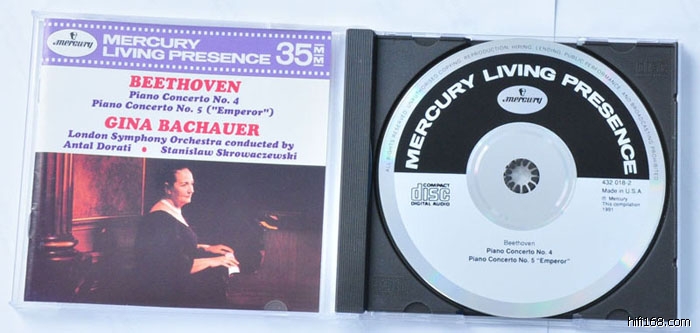 mercury
MERCURY
LIVING PRESENCE
35MM
BEETHOVEN
Piano Concerto No. 4
Piano Concerto No. 5 ("Emperor")
GINA BACHAUER
London Symphony Orchestra conducted by
Antal Dorati • Stanislaw Skrowaczewski
MERCURY LIVING PRESENCE
mercury
COMPACT
disc
DIGITAL AUDIO
432 018-2
Made in U.S.A
℗ Mercury
This compilation
1991
Beethoven
Piano Concerto No. 4
Piano Concerto No. 5 "Emperor"
hifi168.com